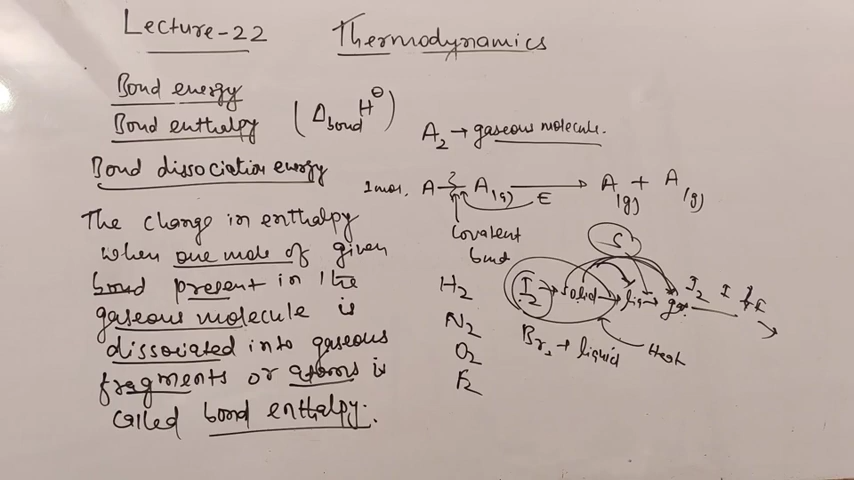 Lecture-22
Thermodynamics
Bond energy
Bond enthalpy (Δbond H⊖)
Bond dissociation energy
The change in enthalpy
when one mole of given
bond present in the
gaseous molecule is
dissociated into gaseous
fragments or atoms is
called bond enthalpy.
A2 → gaseous molecule.
1 mol. A-A(g) → A(g) + A(g)
E
Covalent
bond
H2
N2
O2
F2
I2 → solid → liq → gas
I2
Br2 → liquid
Heat